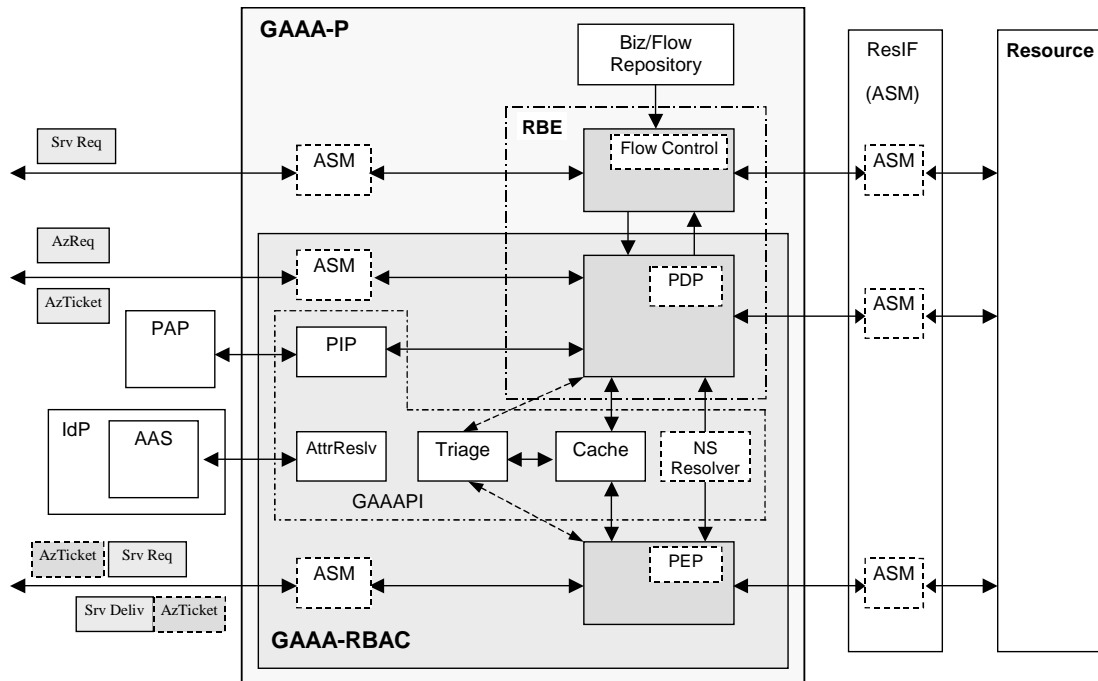 GAAA-P
Biz/Flow
Repository
ResIF
(ASM)
Resource
RBE
Srv Req
ASM
Flow Control
ASM
AzReq
ASM
PDP
ASM
AzTicket
PAP
PIP
IdP
AAS
AttrReslv
Triage
Cache
NS
Resolver
GAAAPI
AzTicket
Srv Req
ASM
PEP
ASM
Srv Deliv
AzTicket
GAAA-RBAC